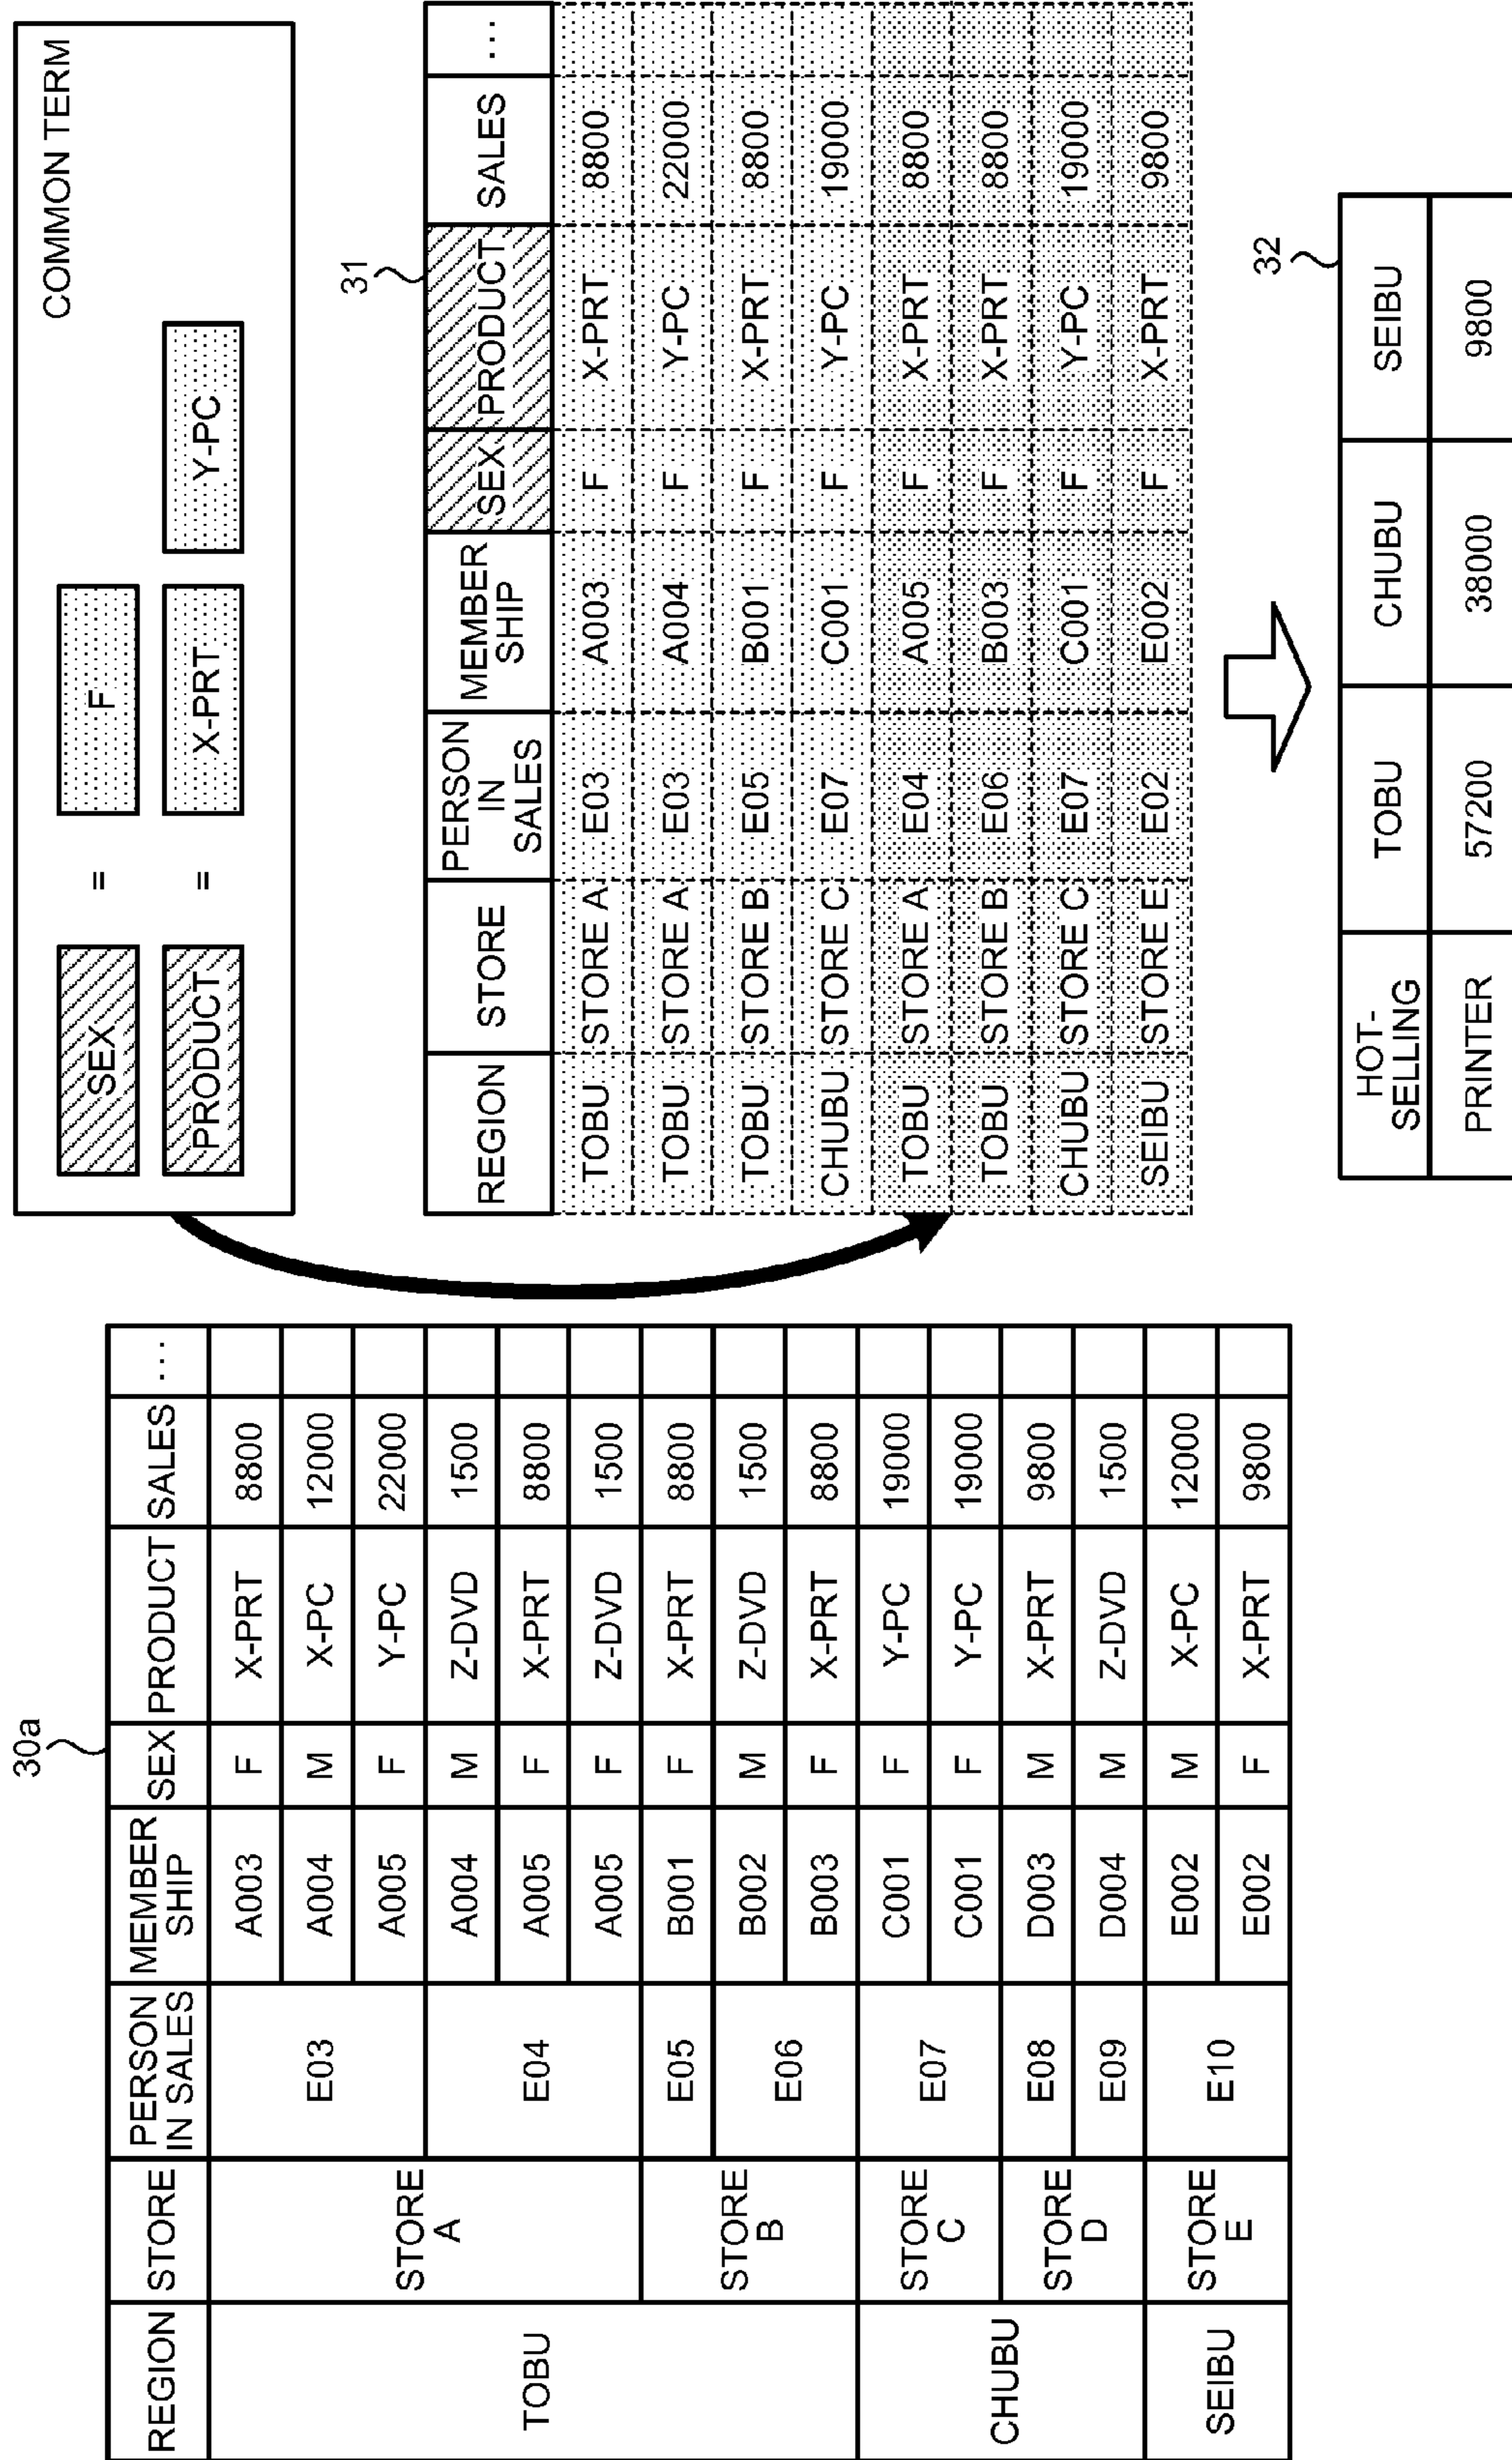 30a
REGION STORE PERSON IN SALES MEMBER SHIP SEX PRODUCT SALES ...
TOBU STORE A E03 A003 F X-PRT 8800
A004 M X-PC 12000
A005 F Y-PC 22000
E04 A004 M Z-DVD 1500
A005 F X-PRT 8800
A005 F Z-DVD 1500
STORE B E05 B001 F X-PRT 8800
E06 B002 M Z-DVD 1500
B003 F X-PRT 8800
CHUBU STORE C E07 C001 F Y-PC 19000
C001 F Y-PC 19000
STORE D E08 D003 M X-PRT 9800
E09 D004 M Z-DVD 1500
SEIBU STORE E E10 E002 M X-PC 12000
E002 F X-PRT 9800
COMMON TERM
SEX = F
PRODUCT = X-PRT Y-PC
31
REGION STORE PERSON IN SALES MEMBER SHIP SEX PRODUCT SALES ...
TOBU STORE A E03 A003 F X-PRT 8800
TOBU STORE A E03 A004 F Y-PC 22000
TOBU STORE B E05 B001 F X-PRT 8800
CHUBU STORE C E07 C001 F Y-PC 19000
TOBU STORE A E04 A005 F X-PRT 8800
TOBU STORE B E06 B003 F X-PRT 8800
CHUBU STORE C E07 C001 F Y-PC 19000
SEIBU STORE E E02 E002 F X-PRT 9800
32
HOT-SELLING TOBU CHUBU SEIBU
PRINTER 57200 38000 9800